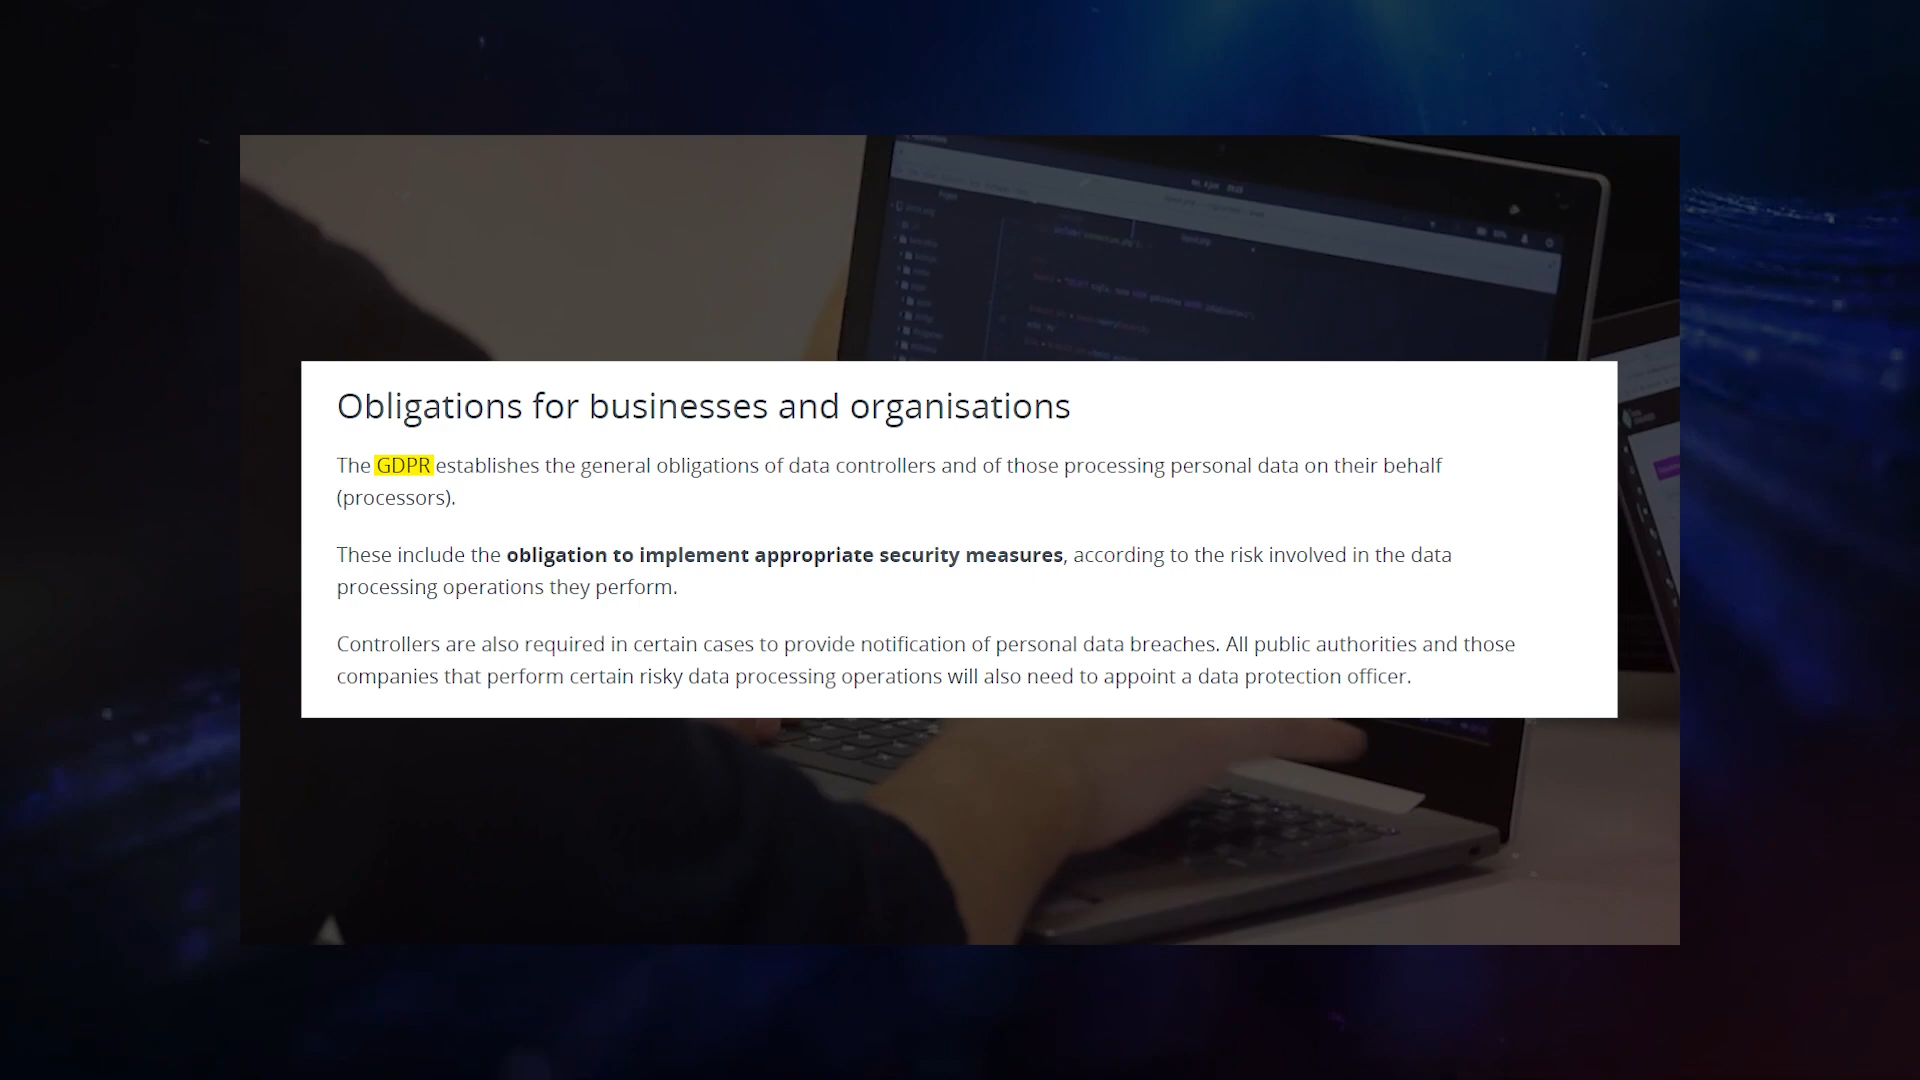 Obligations for businesses and organisations
The GDPR establishes the general obligations of data controllers and of those processing personal data on their behalf
(processors).
These include the obligation to implement appropriate security measures, according to the risk involved in the data
processing operations they perform.
Controllers are also required in certain cases to provide notification of personal data breaches. All public authorities and those
companies that perform certain risky data processing operations will also need to appoint a data protection officer.